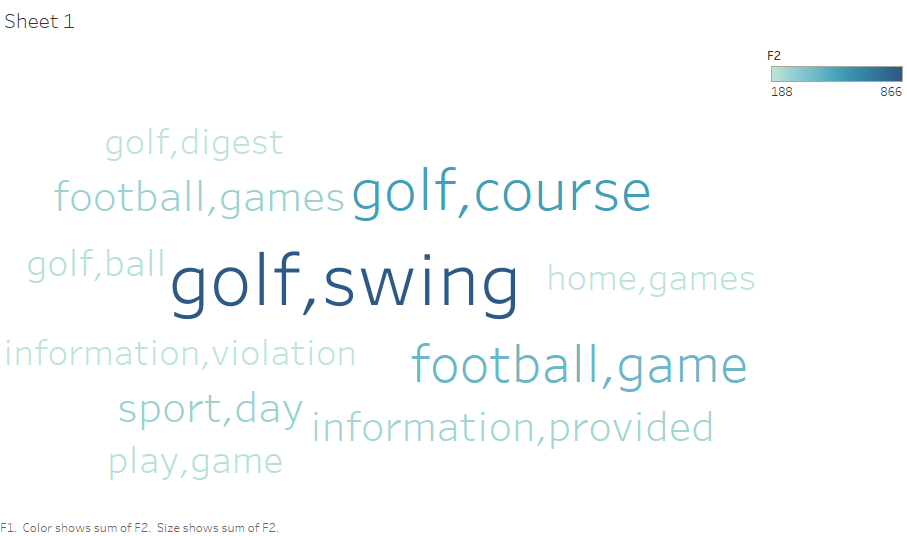 Sheet 1
F2
188 866
golf,digest
football,games golf,course
golf,ball golf,swing home,games
information,violation football,game
sport,day information,provided
play,game
F1. Color shows sum of F2. Size shows sum of F2.